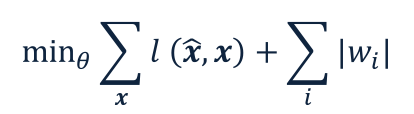 min_θ ∑_x l (x̂, x) + ∑_i |w_i|